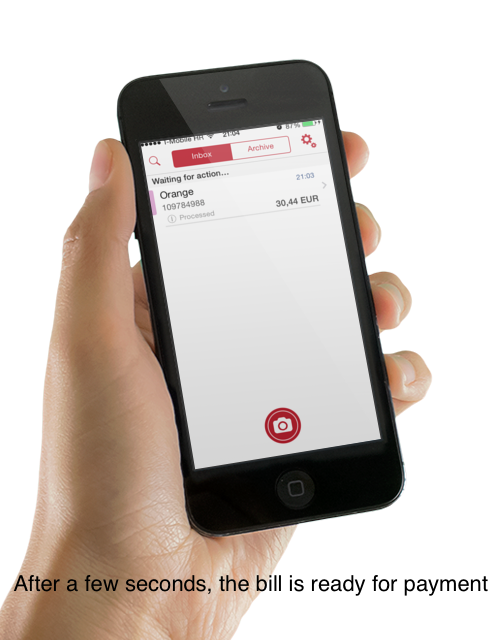 T-Mobile HR 21:04 87%
Inbox Archive
Waiting for action...
Orange 21:03
109784988
30,44 EUR
Processed
After a few seconds, the bill is ready for payment